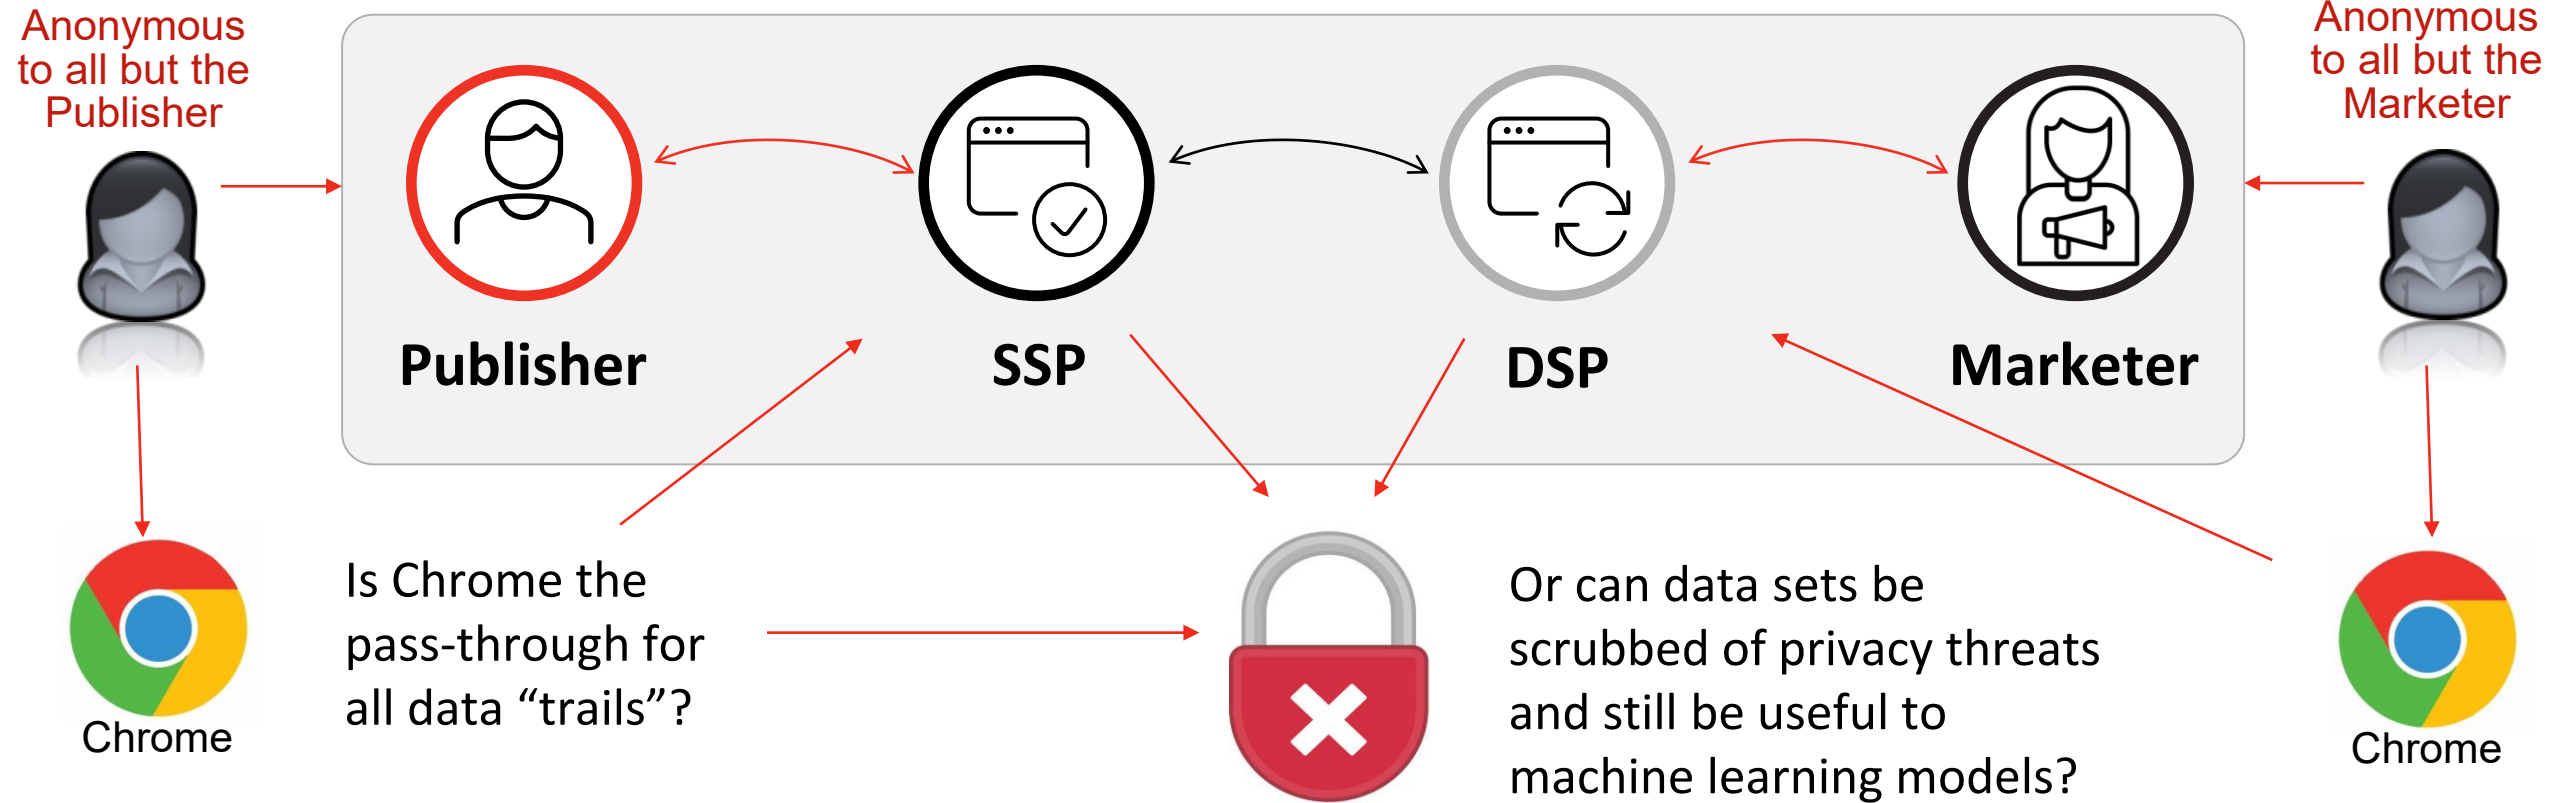 Anonymous
to all but the
Publisher
Anonymous
to all but the
Marketer
Publisher
SSP
DSP
Marketer
Is Chrome the
pass-through for
all data “trails”?
Or can data sets be
scrubbed of privacy threats
and still be useful to
machine learning models?
Chrome
Chrome